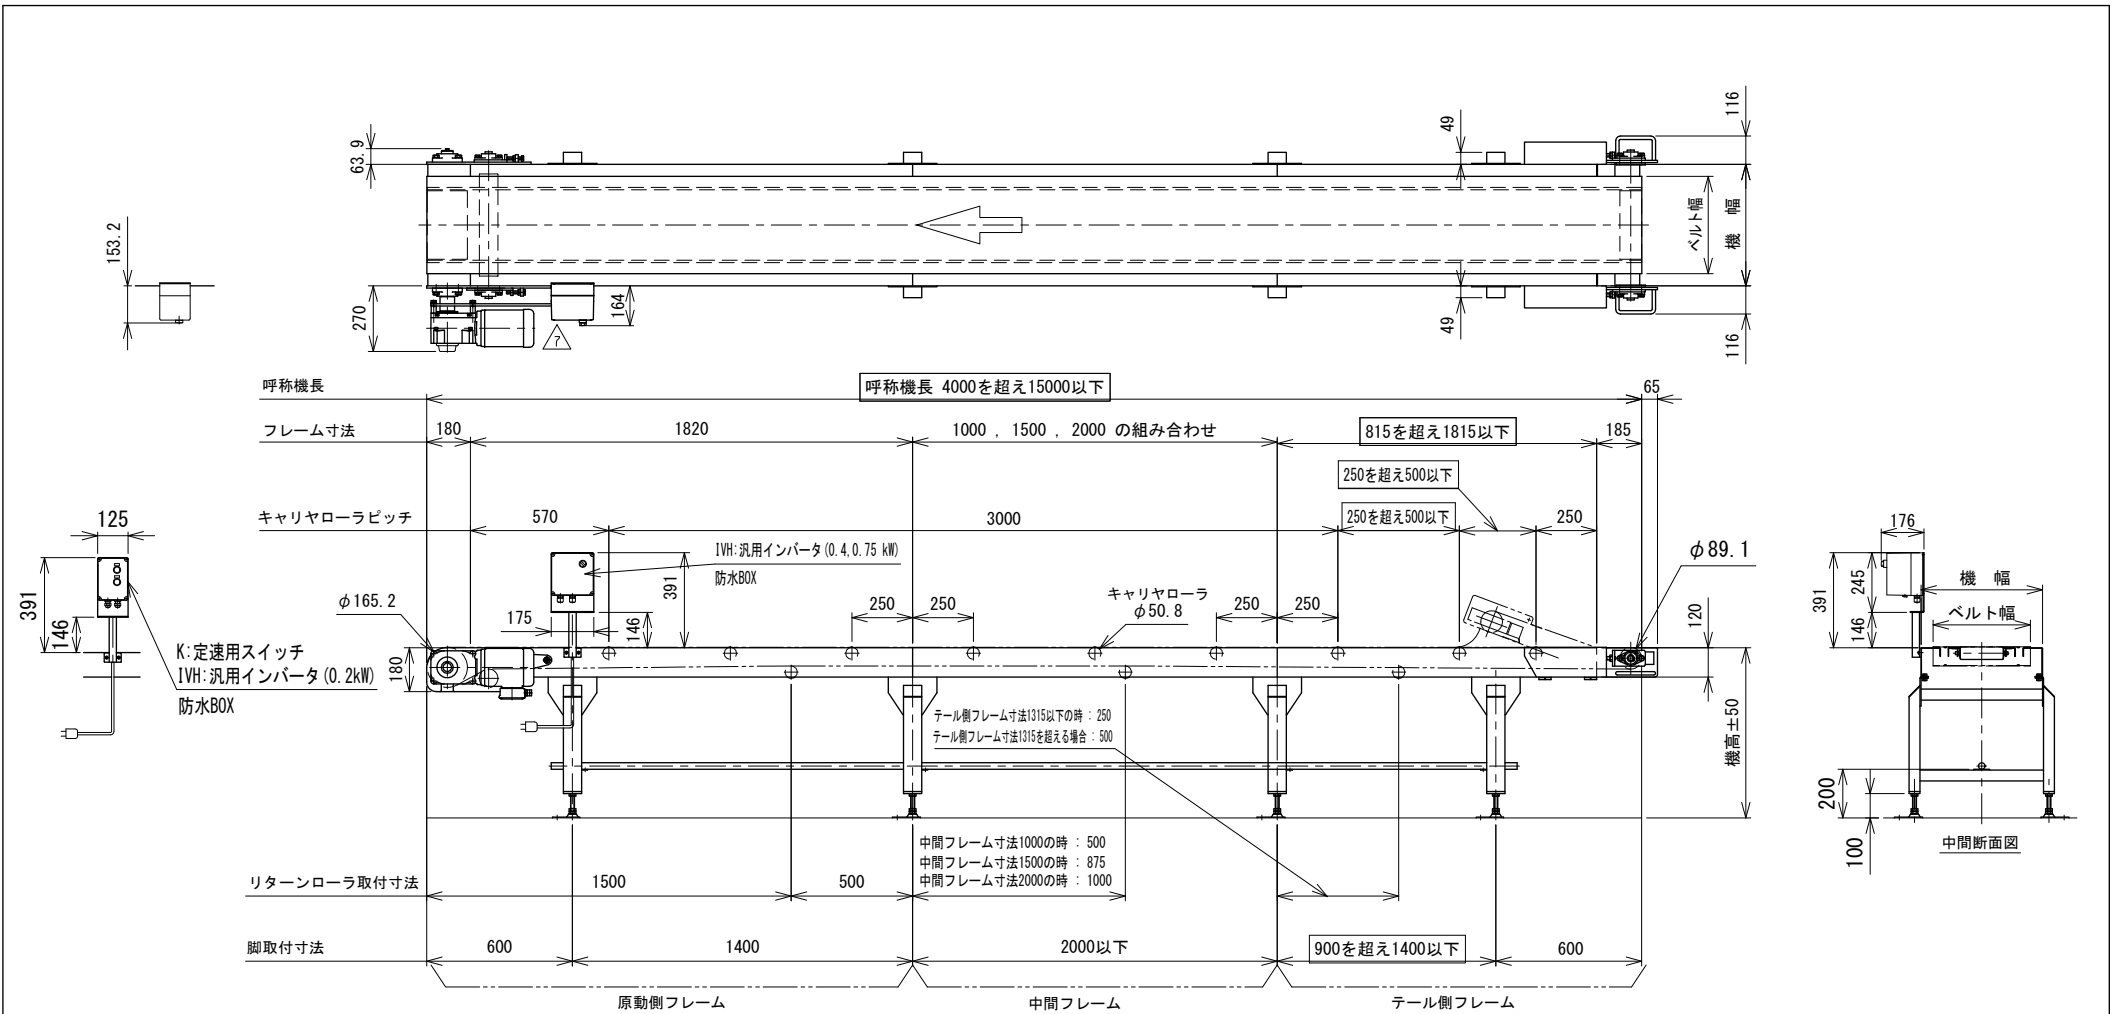 116
49
63.9
153.2
ベルト幅
機 幅
270
164
7
49
116
呼称機長
呼称機長 4000を超え15000以下
65
フレーム寸法
180
1820
1000 , 1500 , 2000 の組み合わせ
815を超え1815以下
185
250を超え500以下
キャリヤローラピッチ
570
3000
250を超え500以下
250
125
391
146
K:定速用スイッチ
IVH:汎用インバータ(0.2kW)
防水BOX
IVH:汎用インバータ(0.4,0.75 kW)
防水BOX
391
φ165.2
175
146
180
250
250
キャリヤローラ
φ50.8
250
250
φ89.1
120
機高±50
176
391
245
146
機 幅
ベルト幅
200
100
中間断面図
テール側フレーム寸法1315以下の時 : 250
テール側フレーム寸法1315を超える場合 : 500
中間フレーム寸法1000の時 : 500
中間フレーム寸法1500の時 : 875
中間フレーム寸法2000の時 : 1000
リターンローラ取付寸法
1500
500
脚取付寸法
600
1400
2000以下
900を超え1400以下
600
原動側フレーム
中間フレーム
テール側フレーム